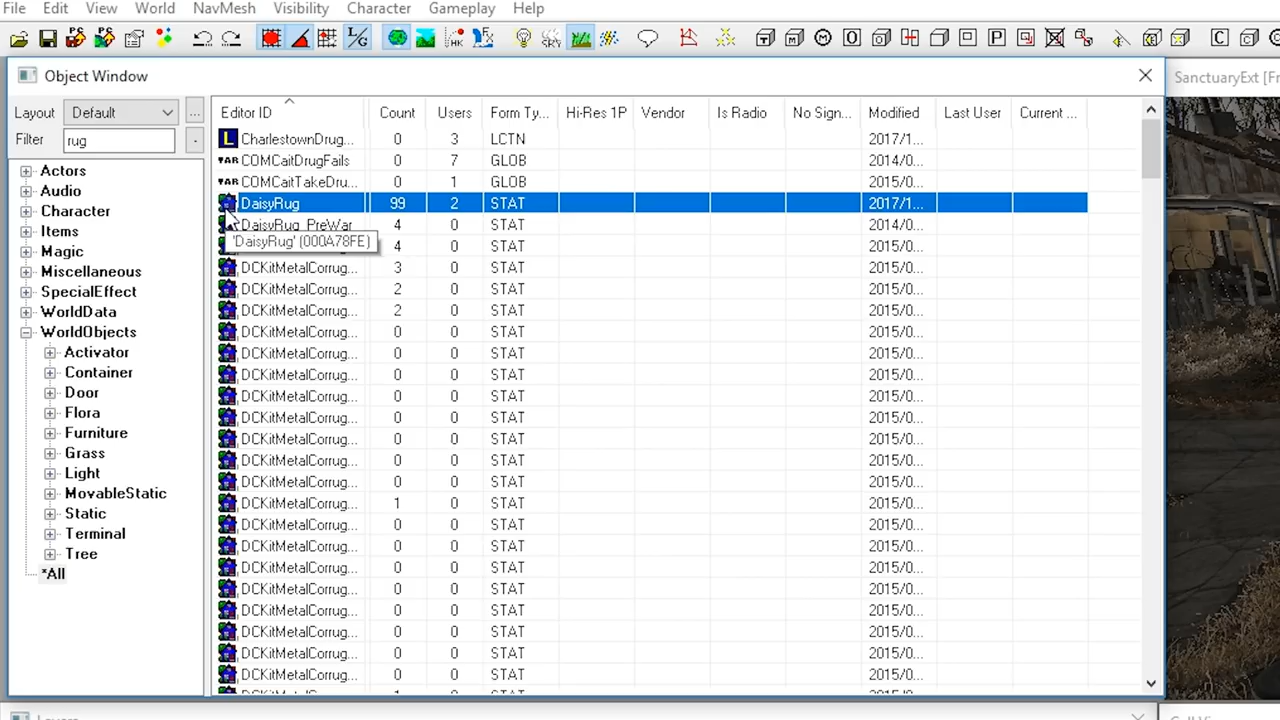 File Edit View World NavMesh Visibility Character Gameplay Help
Object Window
SanctuaryExt [Fr
Layout Default ...
Filter rug
Editor ID Count Users Form Ty... Hi-Res 1P Vendor Is Radio No Sign... Modified Last User Current ...
Actors
Audio
Character
Items
Magic
Miscellaneous
SpecialEffect
WorldData
WorldObjects
Activator
Container
Door
Flora
Furniture
Grass
Light
MovableStatic
Static
Terminal
Tree
*All
CharlestownDrug... 0 3 LCTN 2017/1...
COMCaitDrugFails 0 7 GLOB 2014/0...
COMCaitTakeDru... 0 1 GLOB 2015/0...
DaisyRug 99 2 STAT 2017/1...
DaisyRug_PreWar 4 0 STAT 2014/0...
'DaisyRug' (000A78FE)
4 0 STAT 2015/0...
DCKitMetalCorrug... 3 0 STAT 2015/0...
DCKitMetalCorrug... 2 0 STAT 2015/0...
DCKitMetalCorrug... 2 0 STAT 2015/0...
DCKitMetalCorrug... 0 0 STAT 2015/0...
DCKitMetalCorrug... 0 0 STAT 2015/0...
DCKitMetalCorrug... 0 0 STAT 2015/0...
DCKitMetalCorrug... 0 0 STAT 2015/0...
DCKitMetalCorrug... 0 0 STAT 2015/0...
DCKitMetalCorrug... 0 0 STAT 2015/0...
DCKitMetalCorrug... 0 0 STAT 2015/0...
DCKitMetalCorrug... 0 0 STAT 2015/0...
DCKitMetalCorrug... 1 0 STAT 2015/0...
DCKitMetalCorrug... 0 0 STAT 2015/0...
DCKitMetalCorrug... 0 0 STAT 2015/0...
DCKitMetalCorrug... 0 0 STAT 2015/0...
DCKitMetalCorrug... 0 0 STAT 2015/0...
DCKitMetalCorrug... 0 0 STAT 2015/0...
DCKitMetalCorrug... 0 0 STAT 2015/0...
DCKitMetalCorrug... 0 0 STAT 2015/0...
DCKitMetalCorrug... 0 0 STAT 2015/0...